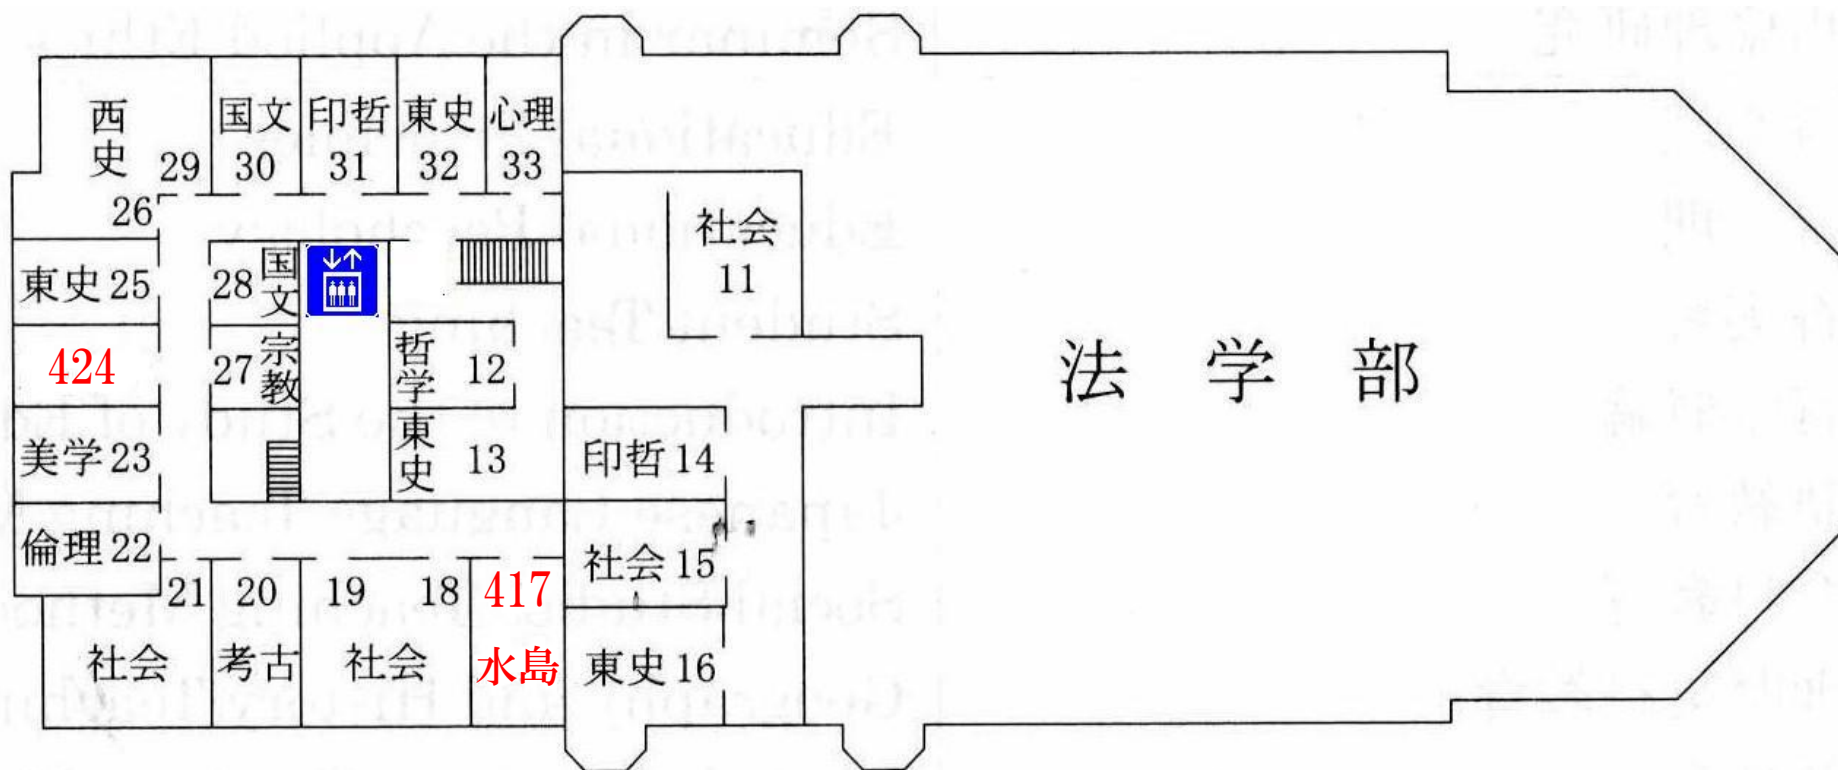 西史 29
国文 30
印哲 31
東史 32
心理 33
26
東史 25
28 国文
社会 11
424
27 宗教
哲学 12
法学部
美学 23
東史 13
印哲 14
倫理 22
社会 15
21
20
19
18
417
社会
考古
社会
水島
東史 16